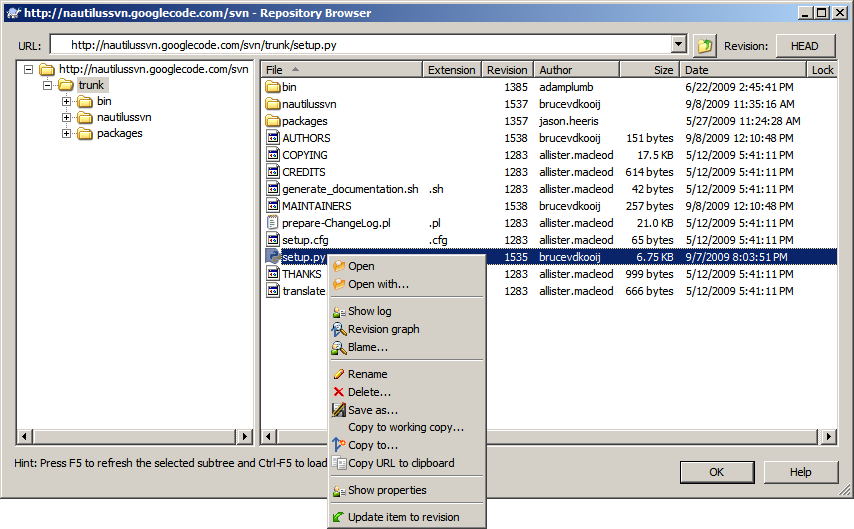 http://nautilussvn.googlecode.com/svn - Repository Browser
URL: http://nautilussvn.googlecode.com/svn/trunk/setup.py Revision: HEAD
http://nautilussvn.googlecode.com/svn
trunk
bin
nautilussvn
packages
File Extension Revision Author Size Date Lock
bin 1385 adamplumb 6/22/2009 2:45:41 PM
nautilussvn 1537 brucevdkooij 9/8/2009 11:35:16 AM
packages 1357 jason.heeris 5/27/2009 11:24:28 AM
AUTHORS 1538 brucevdkooij 151 bytes 9/8/2009 12:10:48 PM
COPYING 1283 allister.macleod 17.5 KB 5/12/2009 5:41:11 PM
CREDITS 1283 allister.macleod 614 bytes 5/12/2009 5:41:11 PM
generate_documentation.sh .sh 1283 allister.macleod 42 bytes 5/12/2009 5:41:11 PM
MAINTAINERS 1538 brucevdkooij 257 bytes 9/8/2009 12:10:48 PM
prepare-ChangeLog.pl .pl 1283 allister.macleod 21.0 KB 5/12/2009 5:41:11 PM
setup.cfg .cfg 1283 allister.macleod 65 bytes 5/12/2009 5:41:11 PM
setup.py 1535 brucevdkooij 6.75 KB 9/7/2009 8:03:51 PM
THANKS 1283 allister.macleod 999 bytes 5/12/2009 5:41:11 PM
translate 1283 allister.macleod 666 bytes 5/12/2009 5:41:11 PM
Open
Open with...
Show log
Revision graph
Blame...
Rename
Delete...
Save as...
Copy to working copy...
Copy to...
Copy URL to clipboard
Show properties
Update item to revision
Hint: Press F5 to refresh the selected subtree and Ctrl-F5 to load
OK Help